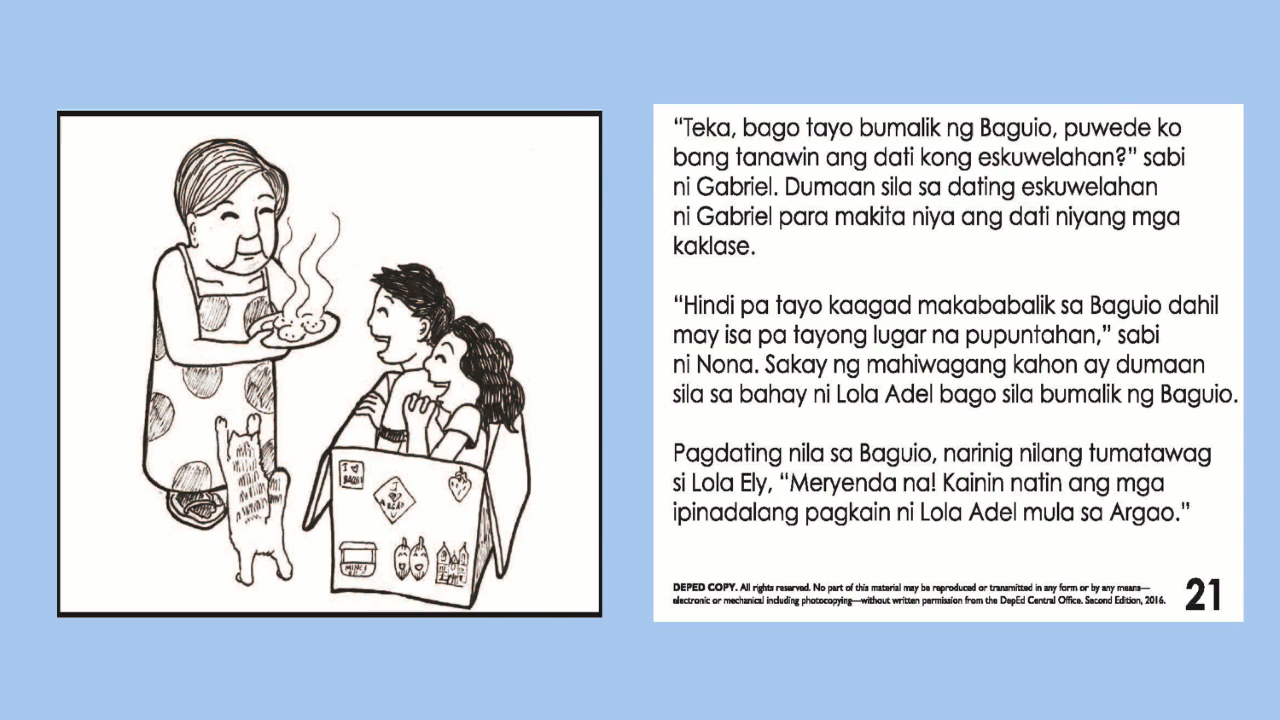 I ♥
BAGUIO
I
♥
ARGAO
“Teka, bago tayo bumalik ng Baguio, puwede ko
bang tanawin ang dati kong eskuwelahan?” sabi
ni Gabriel. Dumaan sila sa dating eskuwelahan
ni Gabriel para makita niya ang dati niyang mga
kaklase.
“Hindi pa tayo kaagad makababalik sa Baguio dahil
may isa pa tayong lugar na pupuntahan,” sabi
ni Nona. Sakay ng mahiwagang kahon ay dumaan
sila sa bahay ni Lola Adel bago sila bumalik ng Baguio.
Pagdating nila sa Baguio, narinig nilang tumatawag
si Lola Ely, “Meryenda na! Kainin natin ang mga
ipinadalang pagkain ni Lola Adel mula sa Argao.”
DEPED COPY. All rights reserved. No part of this material may be reproduced or transmitted in any form or by any means—
electronic or mechanical including photocopying—without written permission from the DepEd Central Office. Second Edition, 2016.
21